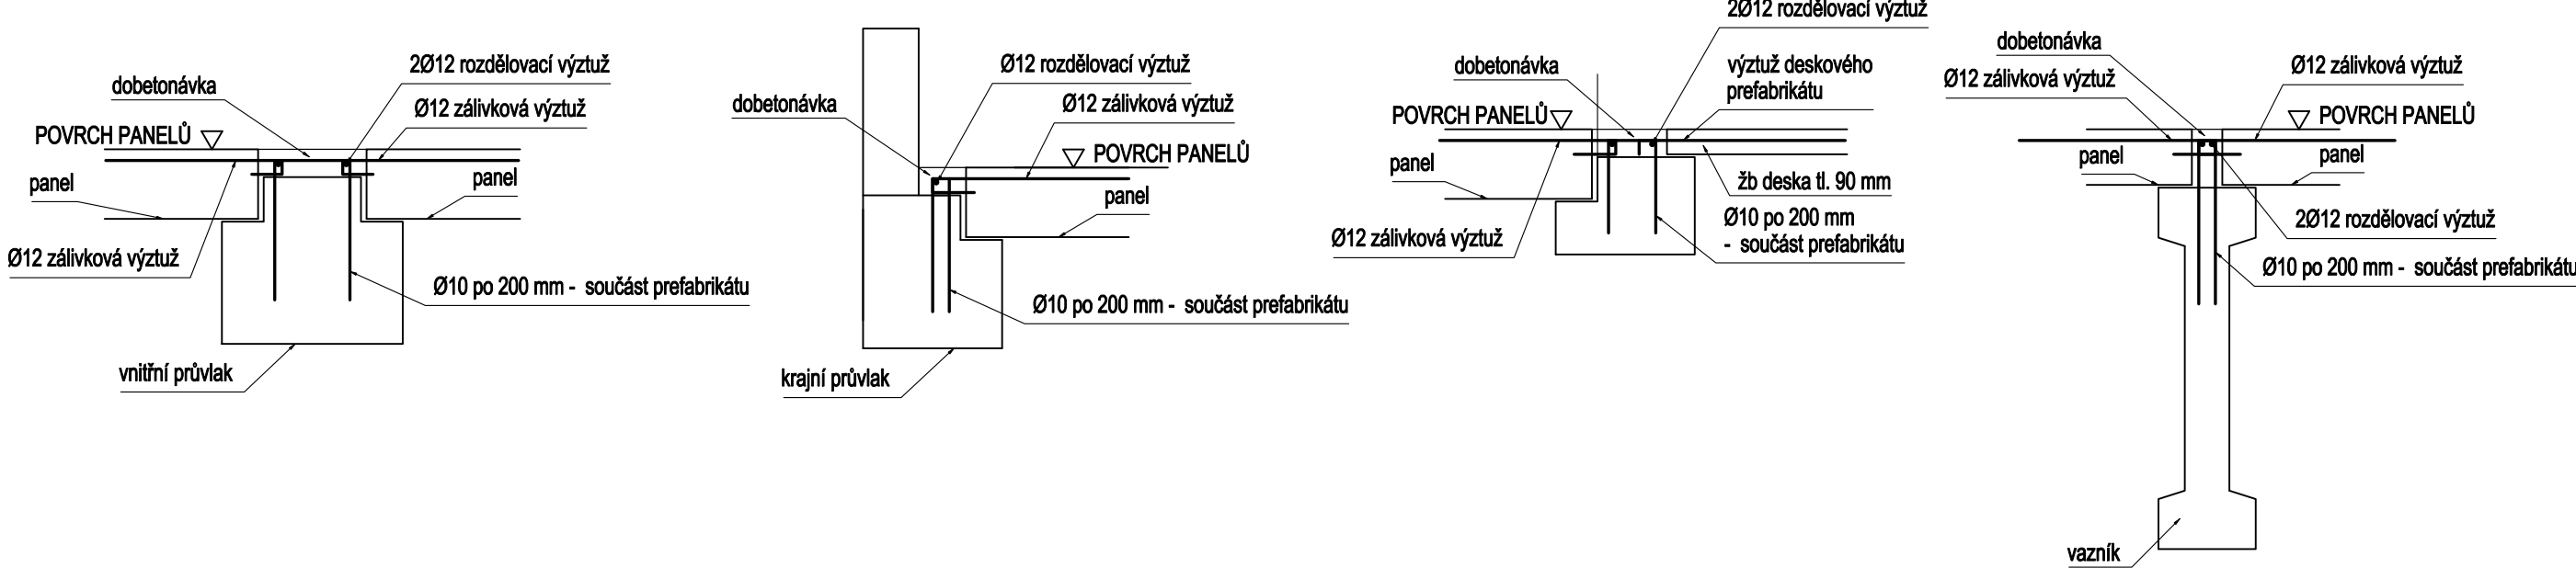 2Ø12 rozdělovací výztuž
dobetonávka
Ø12 zálivková výztuž
POVRCH PANELŮ
panel
panel
Ø12 zálivková výztuž
Ø10 po 200 mm - součást prefabrikátu
vnitřní průvlak
Ø12 rozdělovací výztuž
dobetonávka
Ø12 zálivková výztuž
POVRCH PANELŮ
panel
Ø10 po 200 mm - součást prefabrikátu
krajní průvlak
2Ø12 rozdělovací výztuž
dobetonávka
výztuž deskového
prefabrikátu
POVRCH PANELŮ
panel
žb deska tl. 90 mm
Ø10 po 200 mm
- součást prefabrikátu
Ø12 zálivková výztuž
dobetonávka
Ø12 zálivková výztuž
Ø12 zálivková výztuž
POVRCH PANELŮ
panel
panel
2Ø12 rozdělovací výztuž
Ø10 po 200 mm - součást prefabrikátu
vazník